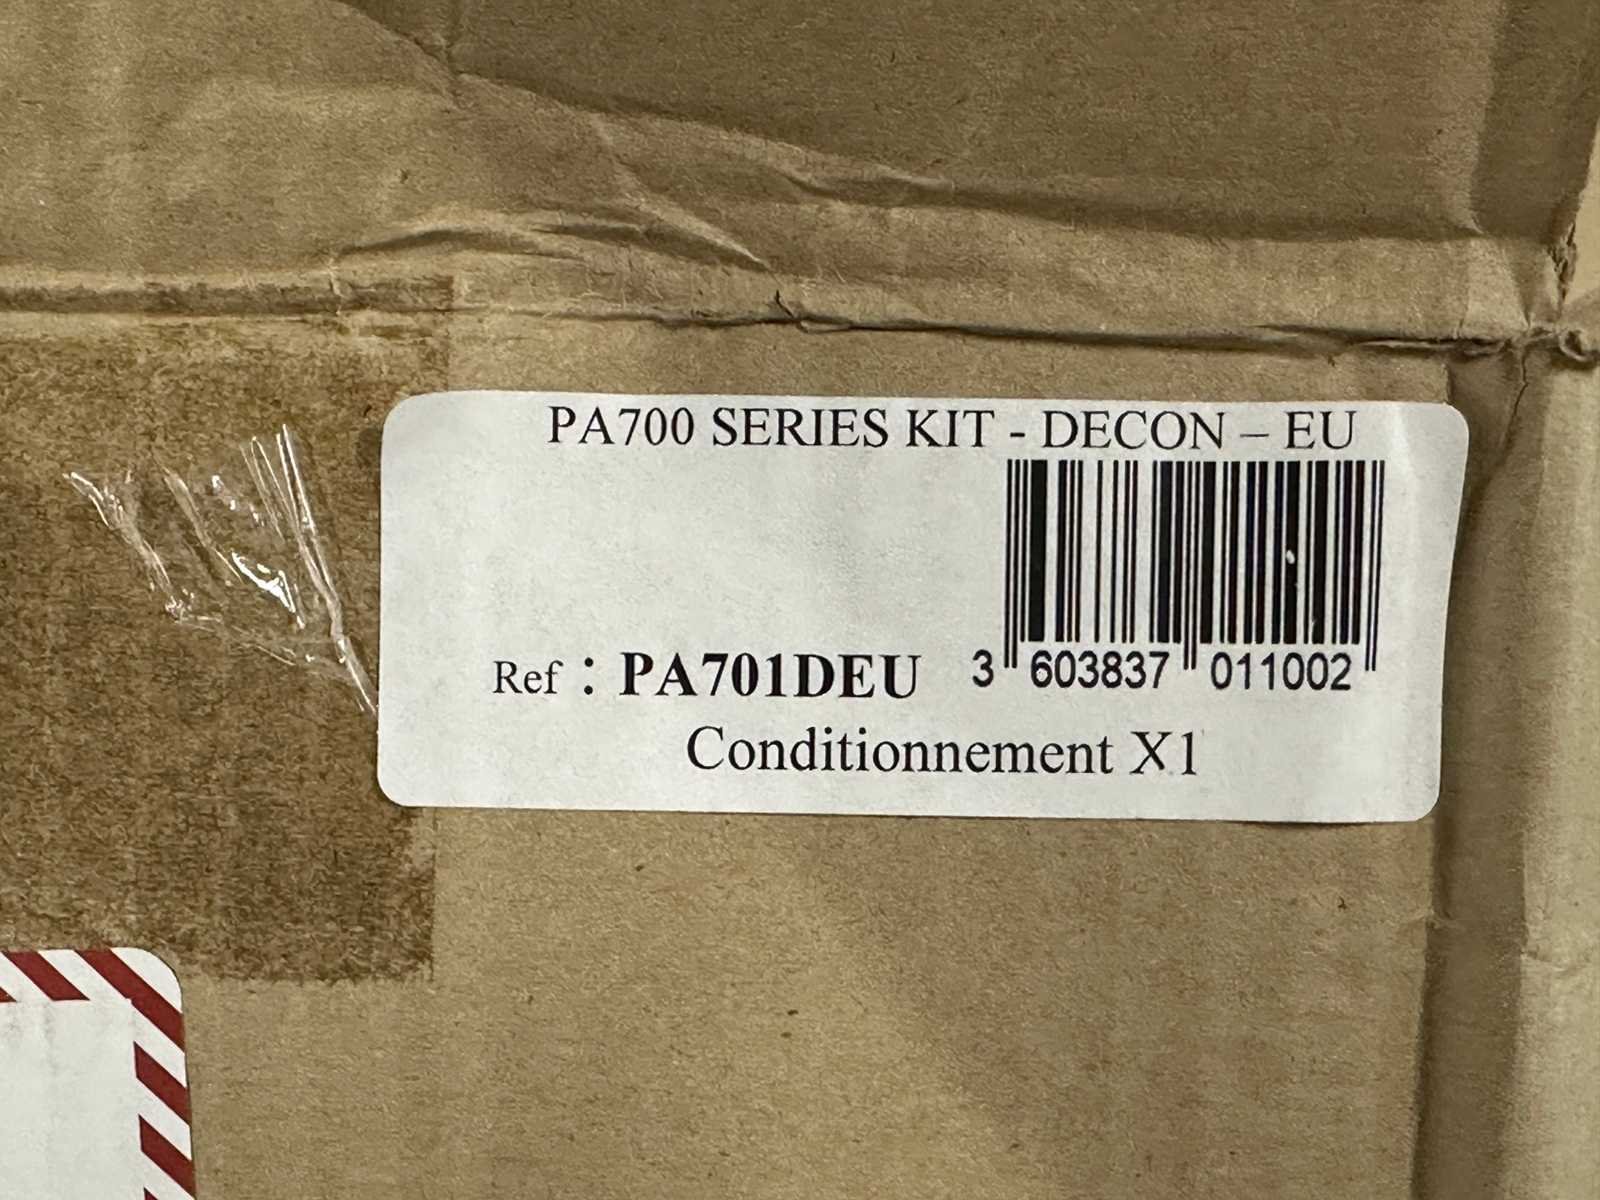 PA700 SERIES KIT - DECON – EU
Ref : PA701DEU
3 603837 011002
Conditionnement X1